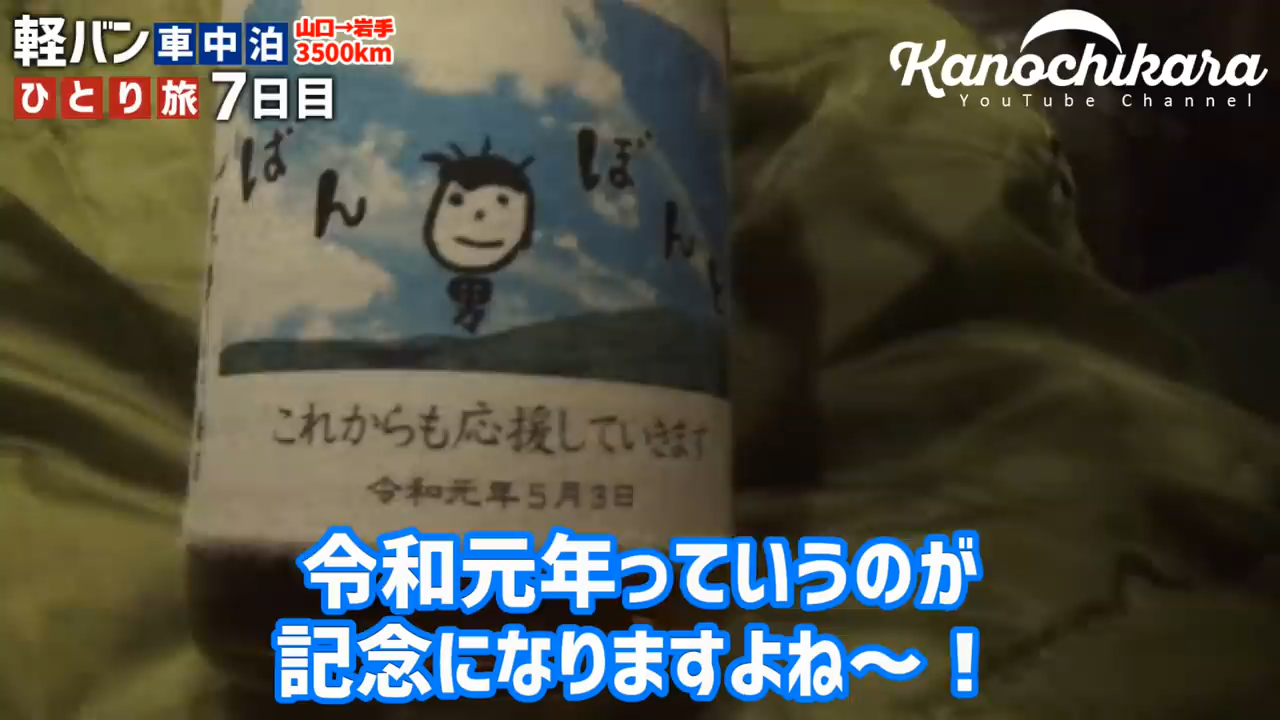 軽バン車中泊
山口→岩手
3500km
ひとり旅7日目
Kanochikara
YouTube Channel
ばん
ぼん
男
これからも応援していきます
令和元年5月3日
令和元年っていうのが
記念になりますよね〜！